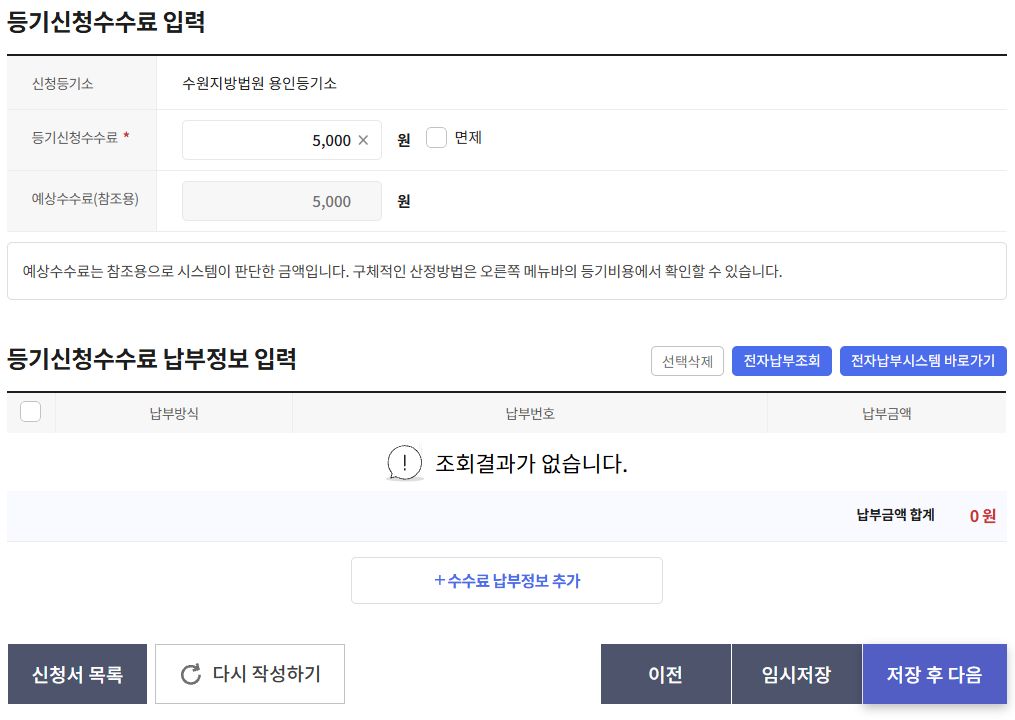 등기신청수수료 입력
신청등기소 수원지방법원 용인등기소
등기신청수수료 * 5,000 × 원 면제
예상수수료(참조용) 5,000 원
예상수수료는 참조용으로 시스템이 판단한 금액입니다. 구체적인 산정방법은 오른쪽 메뉴바의 등기비용에서 확인할 수 있습니다.
등기신청수수료 납부정보 입력 선택삭제 전자납부조회 전자납부시스템 바로가기
납부방식 납부번호 납부금액
! 조회결과가 없습니다.
납부금액 합계 0 원
+ 수수료 납부정보 추가
신청서 목록 다시 작성하기 이전 임시저장 저장 후 다음